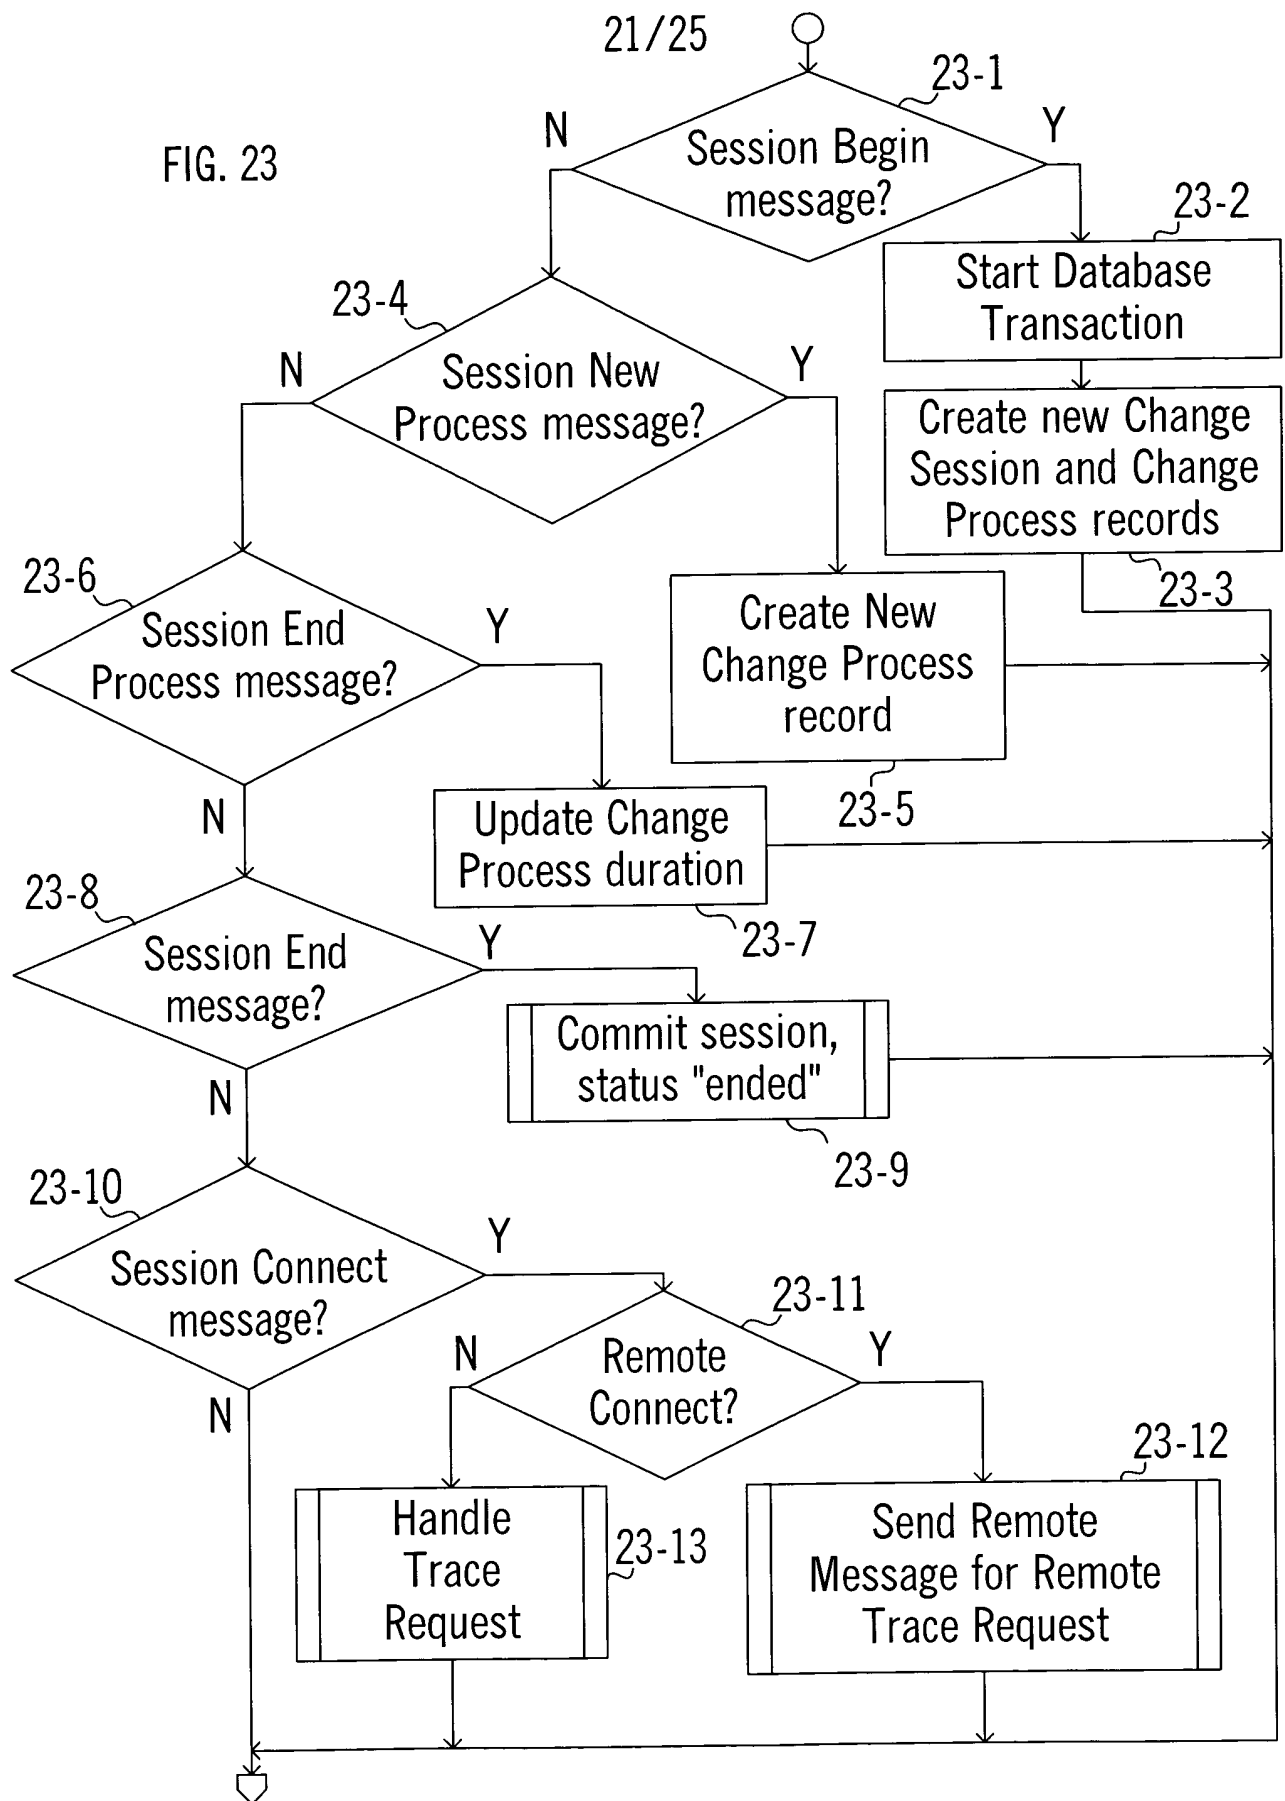 21/25
23-1
N
Y
FIG. 23
Session Begin
message?
23-2
Start Database
Transaction
23-4
N
Y
Session New
Process message?
Create new Change
Session and Change
Process records
23-3
23-6
Session End
Process message?
Y
Create New
Change Process
record
23-5
N
Update Change
Process duration
23-7
23-8
Session End
message?
Y
Commit session,
status "ended"
23-9
N
23-10
Session Connect
message?
Y
23-11
Remote
Connect?
N
Y
N
23-12
Handle
Trace
Request
23-13
Send Remote
Message for Remote
Trace Request